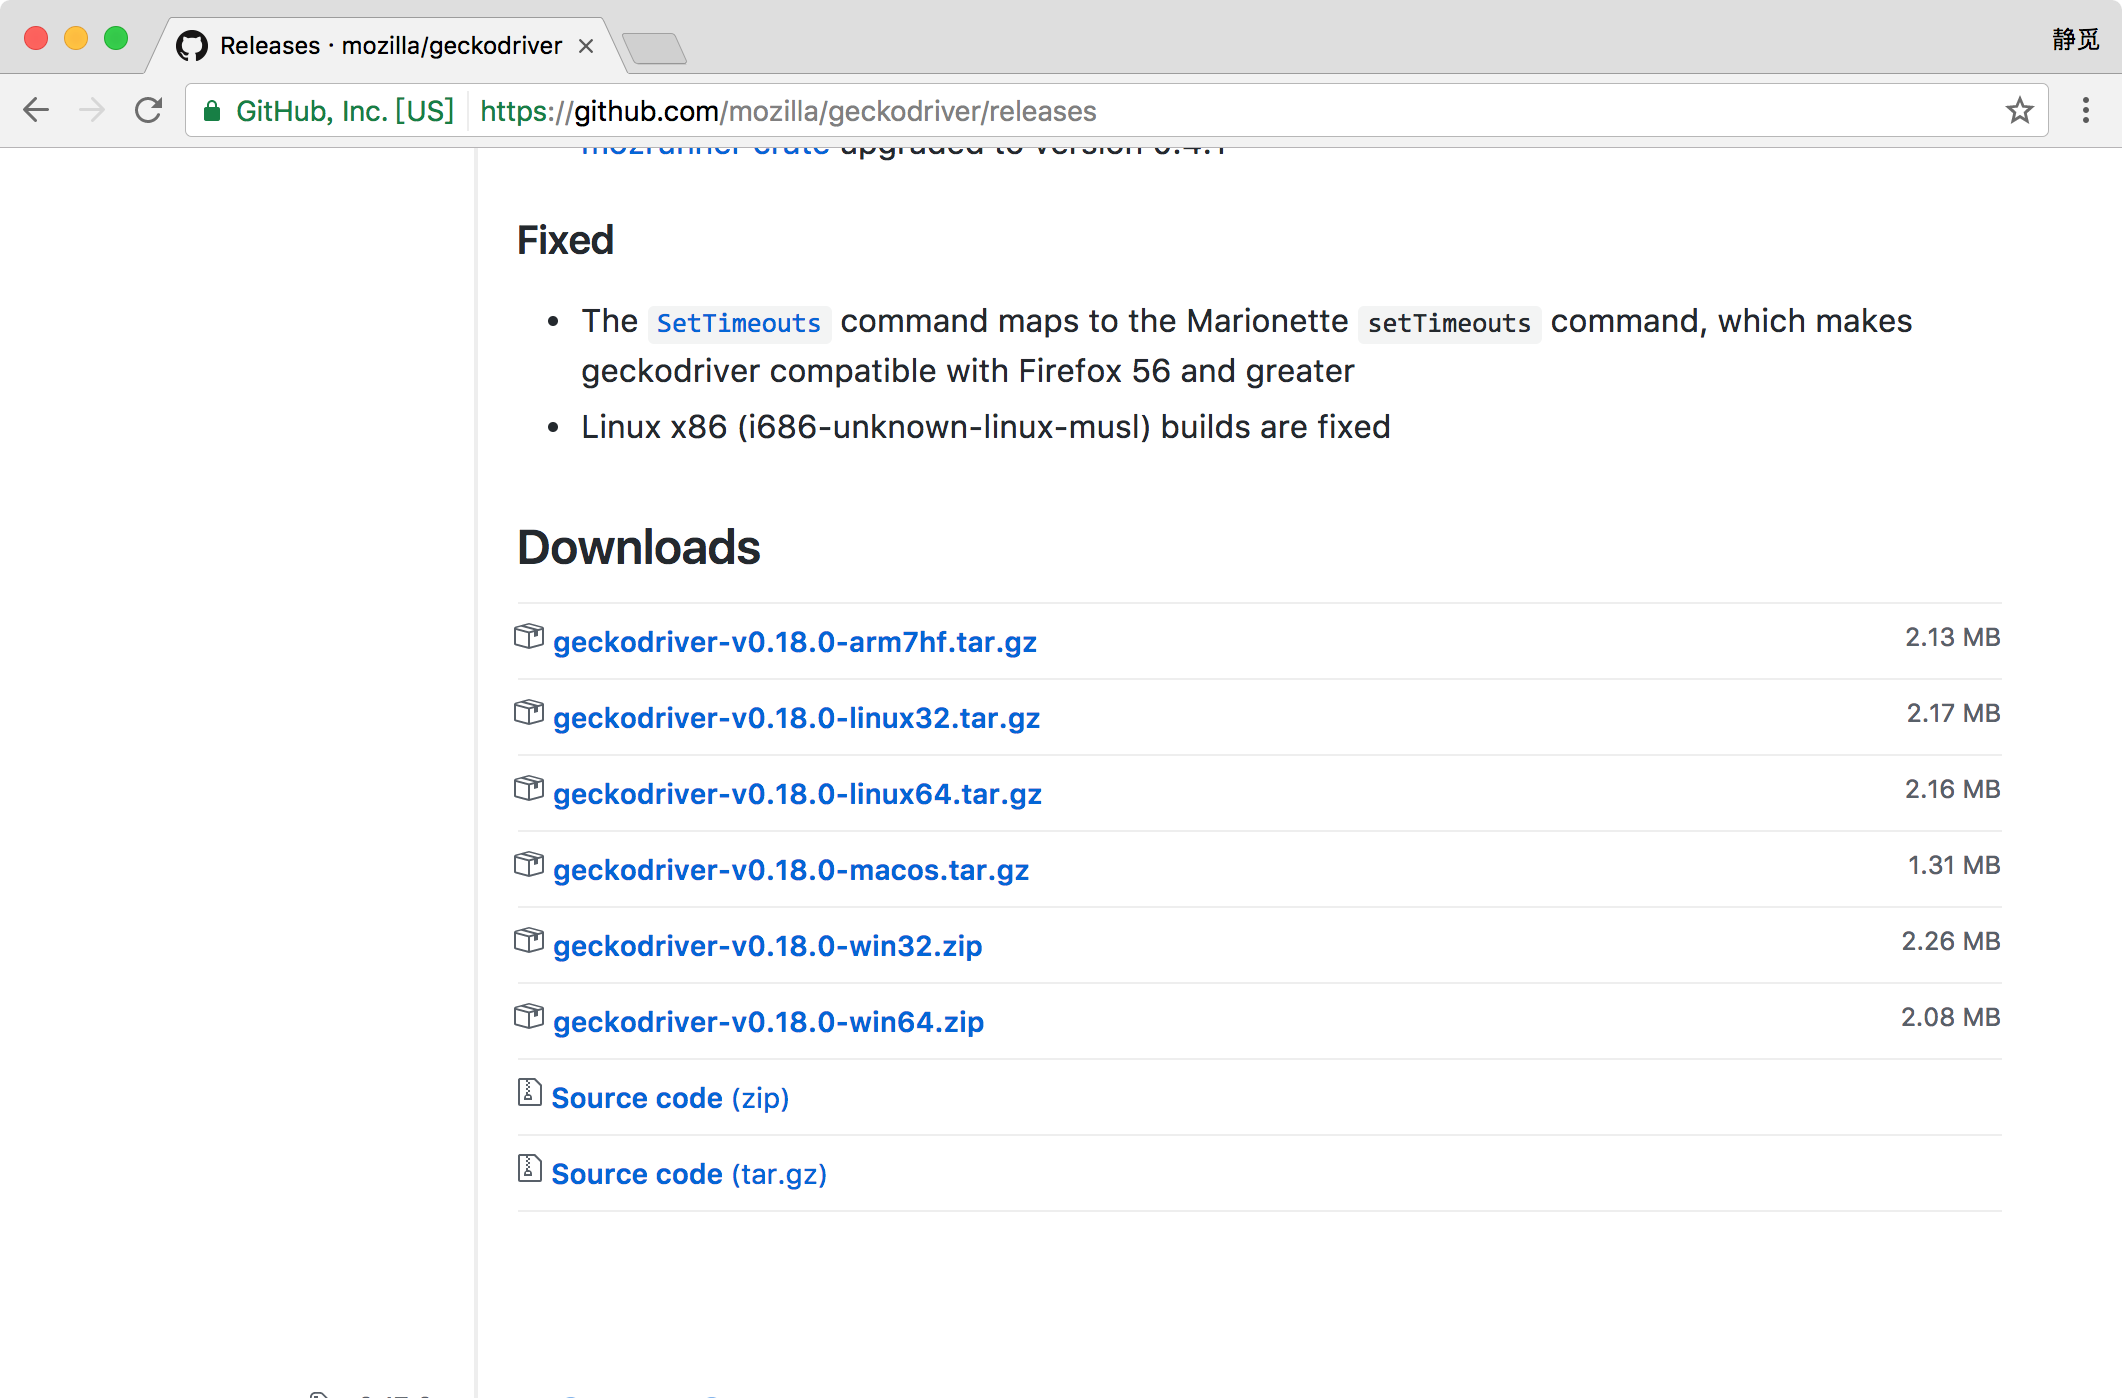 Releases · mozilla/geckodriver
静觅
GitHub, Inc. [US] https://github.com/mozilla/geckodriver/releases
mozrunner crate upgraded to version 0.4.1
Fixed
• The SetTimeouts command maps to the Marionette setTimeouts command, which makes
geckodriver compatible with Firefox 56 and greater
• Linux x86 (i686-unknown-linux-musl) builds are fixed
Downloads
geckodriver-v0.18.0-arm7hf.tar.gz 2.13 MB
geckodriver-v0.18.0-linux32.tar.gz 2.17 MB
geckodriver-v0.18.0-linux64.tar.gz 2.16 MB
geckodriver-v0.18.0-macos.tar.gz 1.31 MB
geckodriver-v0.18.0-win32.zip 2.26 MB
geckodriver-v0.18.0-win64.zip 2.08 MB
Source code (zip)
Source code (tar.gz)